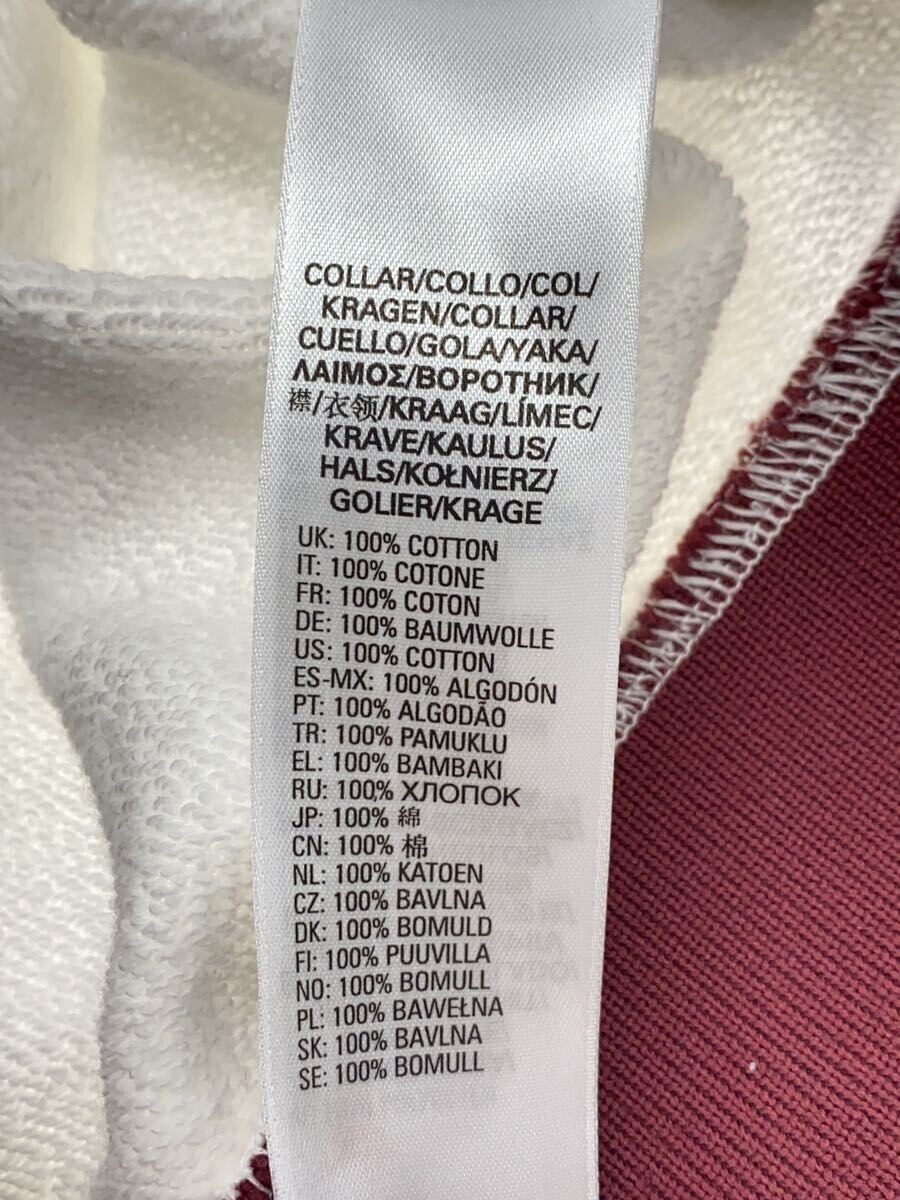 COLLAR/COLLO/COL/
KRAGEN/COLLAR/
CUELLO/GOLA/YAKA/
ΛΑΙΜΟΣ/ВОРОТНИК/
襟/衣领/KRAAG/LÍMEC/
KRAVE/KAULUS/
HALS/KOŁNIERZ/
GOLIER/KRAGE
UK: 100% COTTON
IT: 100% COTONE
FR: 100% COTON
DE: 100% BAUMWOLLE
US: 100% COTTON
ES-MX: 100% ALGODÓN
PT: 100% ALGODÃO
TR: 100% PAMUKLU
EL: 100% BAMBAKI
RU: 100% ХЛОПОК
JP: 100% 綿
CN: 100% 棉
NL: 100% KATOEN
CZ: 100% BAVLNA
DK: 100% BOMULD
FI: 100% PUUVILLA
NO: 100% BOMULL
PL: 100% BAWEŁNA
SK: 100% BAVLNA
SE: 100% BOMULL